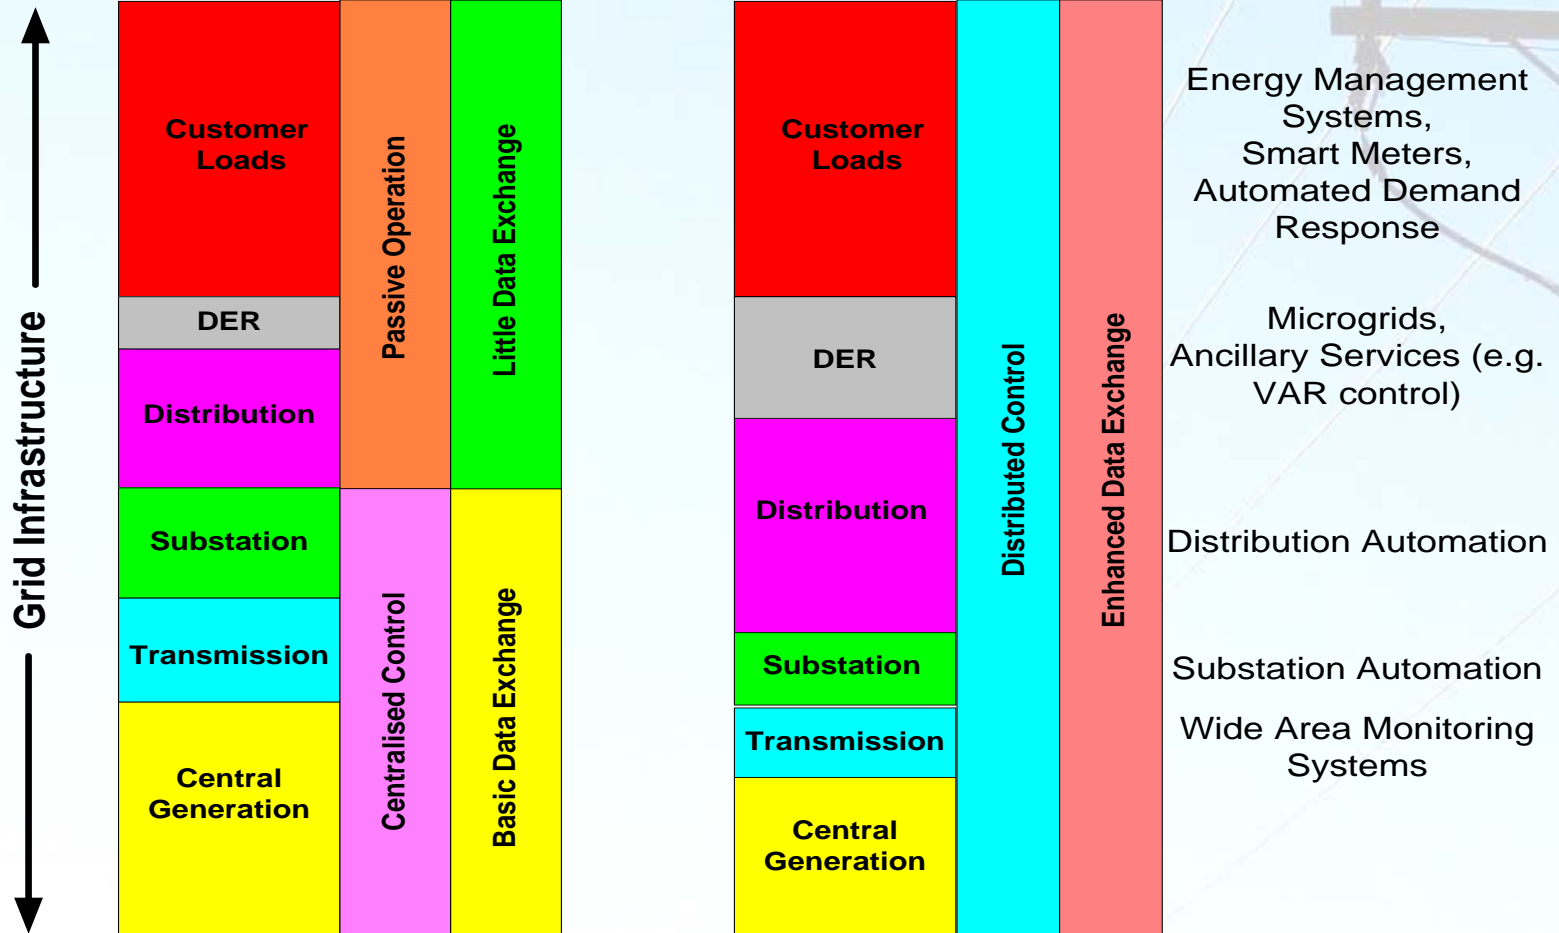 Grid Infrastructure
Customer
Loads
DER
Distribution
Substation
Transmission
Central
Generation
Passive Operation
Centralised Control
Little Data Exchange
Basic Data Exchange
Customer
Loads
DER
Distribution
Substation
Transmission
Central
Generation
Distributed Control
Enhanced Data Exchange
Energy Management
Systems,
Smart Meters,
Automated Demand
Response
Microgrids,
Ancillary Services (e.g.
VAR control)
Distribution Automation
Substation Automation
Wide Area Monitoring
Systems